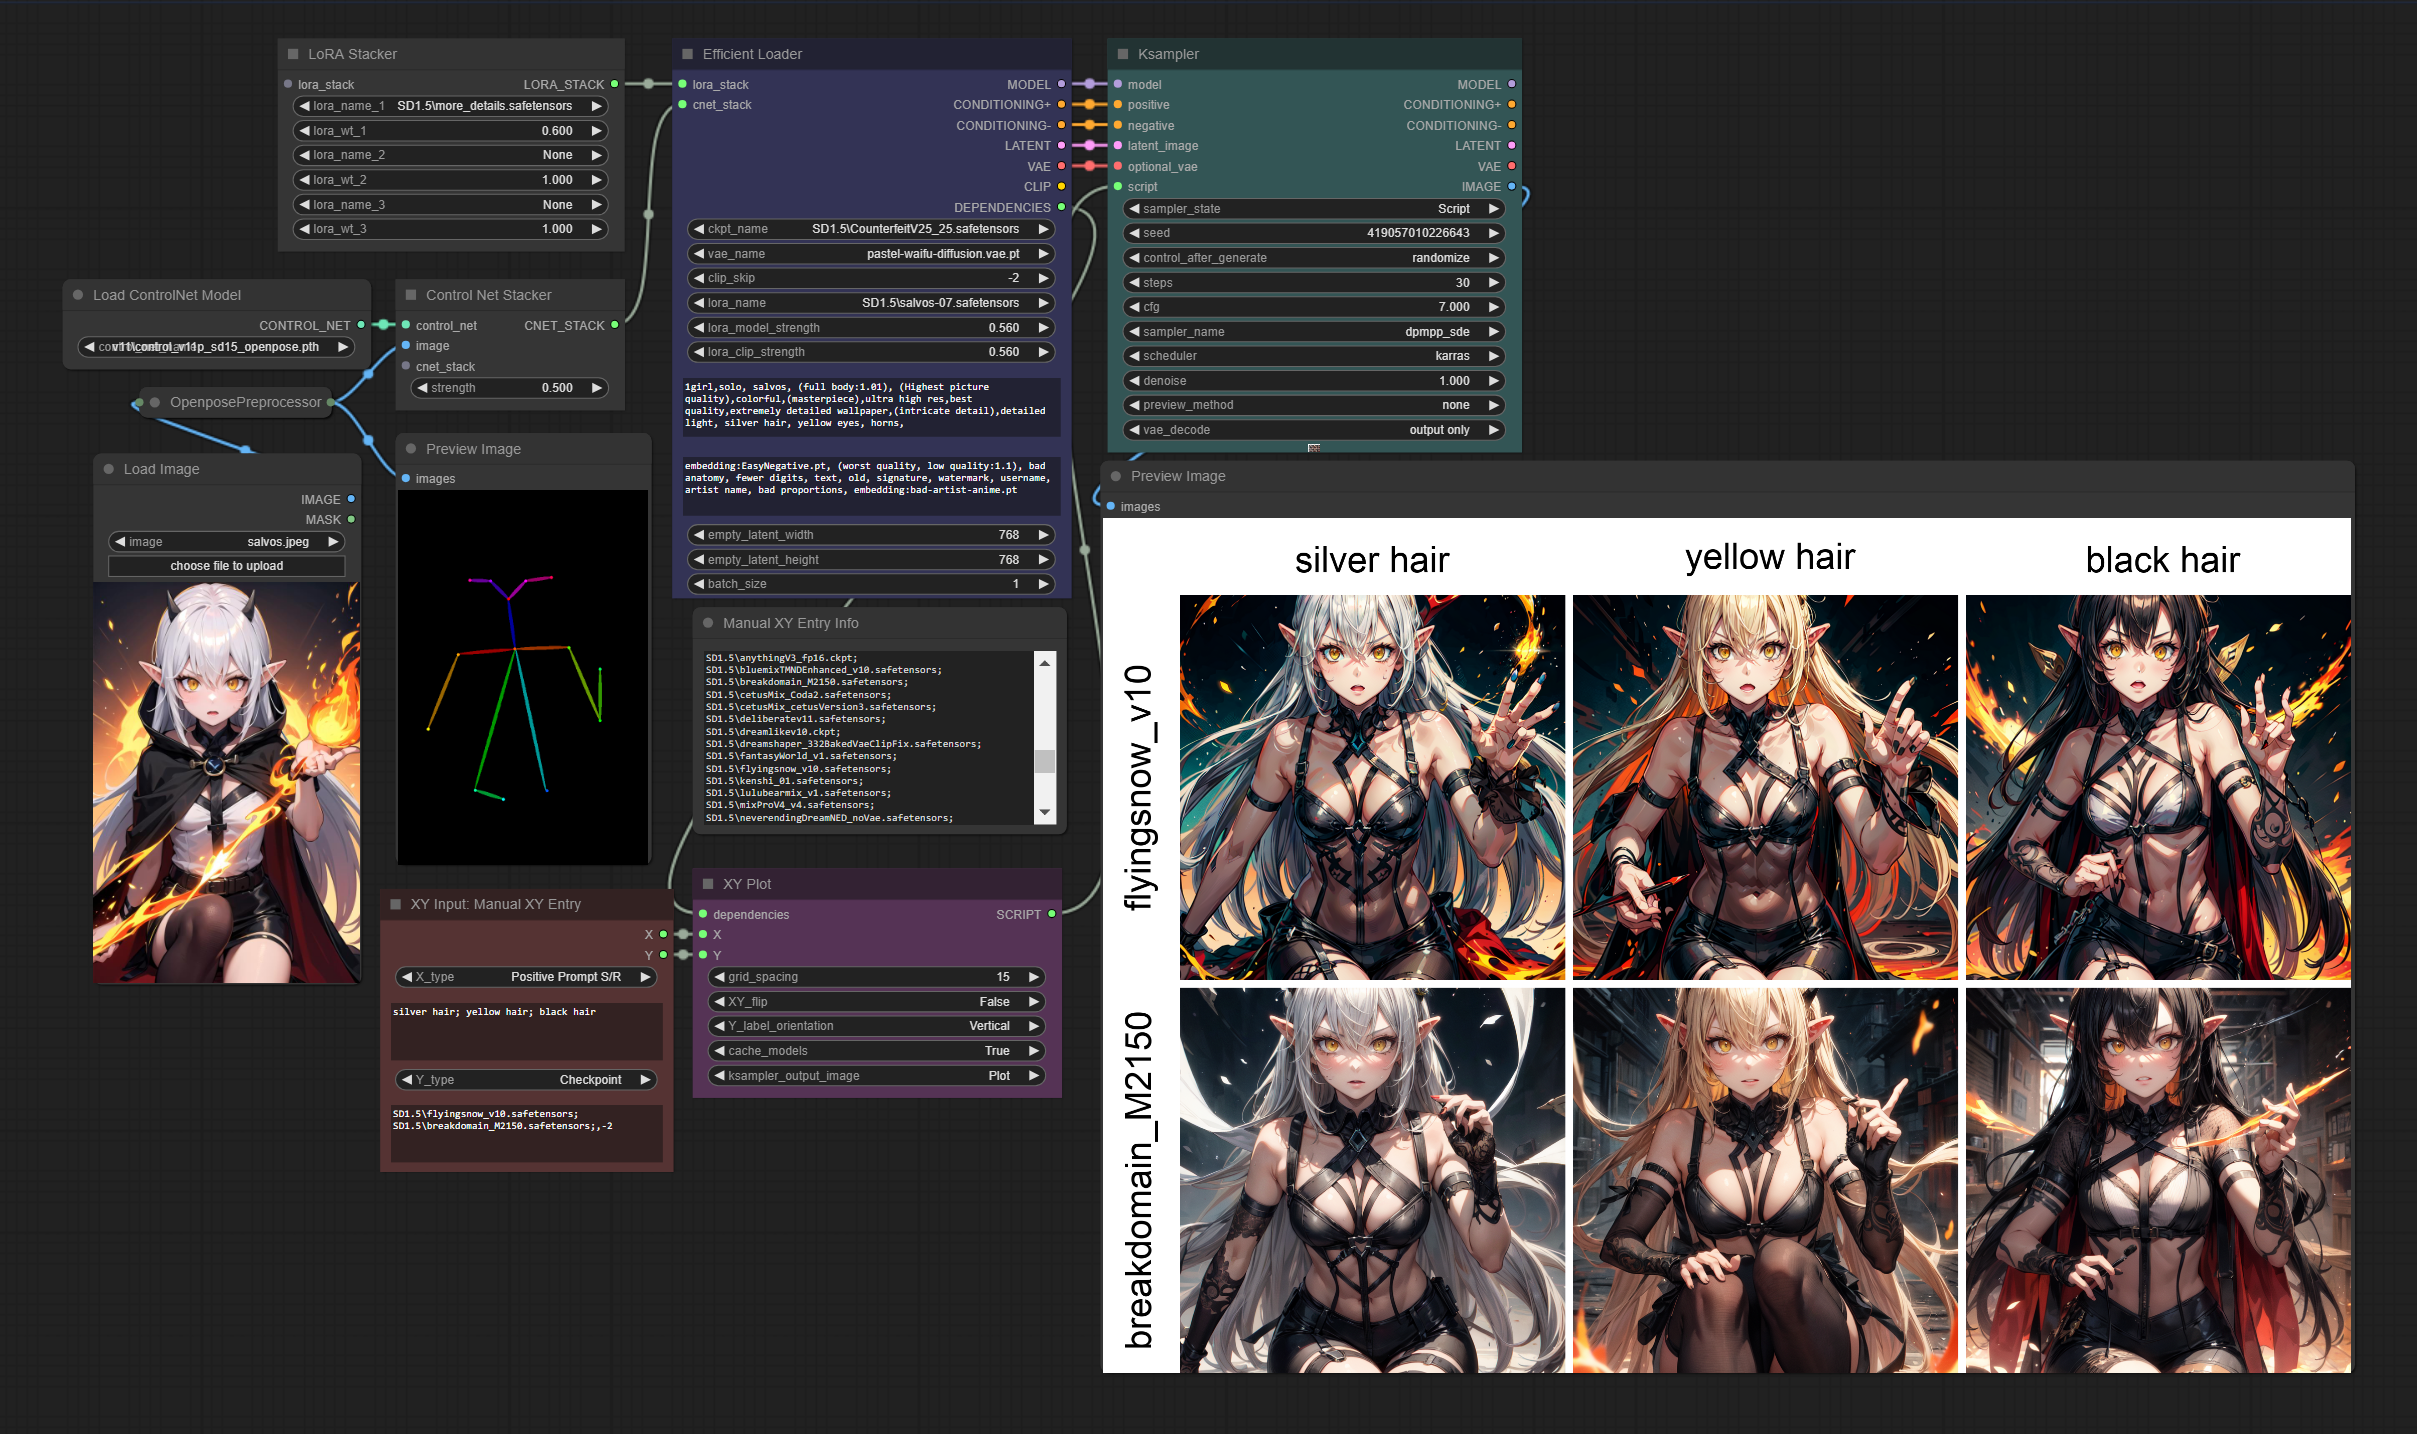 LoRA Stacker
lora_stack LORA_STACK
lora_name_1 SD1.5\more_details.safetensors
lora_wt_1 0.600
lora_name_2 None
lora_wt_2 1.000
lora_name_3 None
lora_wt_3 1.000
Load ControlNet Model
CONTROL_NET
v11\control_v11p_sd15_openpose.pth
Control Net Stacker
control_net CNET_STACK
image
cnet_stack
strength 0.500
OpenposePreprocessor
Load Image
IMAGE
MASK
image salvos.jpeg
choose file to upload
Preview Image
images
Efficient Loader
lora_stack MODEL
cnet_stack CONDITIONING+
CONDITIONING-
LATENT
VAE
CLIP
DEPENDENCIES
ckpt_name SD1.5\CounterfeitV25_25.safetensors
vae_name pastel-waifu-diffusion.vae.pt
clip_skip -2
lora_name SD1.5\salvos-07.safetensors
lora_model_strength 0.560
lora_clip_strength 0.560
1girl,solo, salvos, (full body:1.01), (Highest picture
quality),colorful,(masterpiece),ultra high res,best
quality,extremely detailed wallpaper,(intricate detail),detailed
light, silver hair, yellow eyes, horns,
embedding:EasyNegative.pt, (worst quality, low quality:1.1), bad
anatomy, fewer digits, text, old, signature, watermark, username,
artist name, bad proportions, embedding:bad-artist-anime.pt
empty_latent_width 768
empty_latent_height 768
batch_size 1
Manual XY Entry Info
SD1.5\anythingV3_fp16.ckpt;
SD1.5\bluemixTMNDEnhanced_v10.safetensors;
SD1.5\breakdomain_M2150.safetensors;
SD1.5\cetusMix_Coda2.safetensors;
SD1.5\cetusMix_cetusVersion3.safetensors;
SD1.5\deliberatev11.safetensors;
SD1.5\dreamlikev10.ckpt;
SD1.5\dreamshaper_332BakedVaeClipFix.safetensors;
SD1.5\fantasyWorld_v1.safetensors;
SD1.5\flyingsnow_v10.safetensors;
SD1.5\kenshi_01.safetensors;
SD1.5\lulubearmix_v1.safetensors;
SD1.5\mixProV4_v4.safetensors;
SD1.5\neverendingDreamNED_noVae.safetensors;
XY Input: Manual XY Entry
X
Y
X_type Positive Prompt S/R
silver hair; yellow hair; black hair
Y_type Checkpoint
SD1.5\flyingsnow_v10.safetensors;
SD1.5\breakdomain_M2150.safetensors;,-2
XY Plot
dependencies SCRIPT
X
Y
grid_spacing 15
XY_flip False
Y_label_orientation Vertical
cache_models True
ksampler_output_image Plot
Ksampler
model MODEL
positive CONDITIONING+
negative CONDITIONING-
latent_image LATENT
optional_vae VAE
script IMAGE
sampler_state Script
seed 419057010226643
control_after_generate randomize
steps 30
cfg 7.000
sampler_name dpmpp_sde
scheduler karras
denoise 1.000
preview_method none
vae_decode output only
Preview Image
images
silver hair yellow hair black hair
flyingsnow_v10
breakdomain_M2150